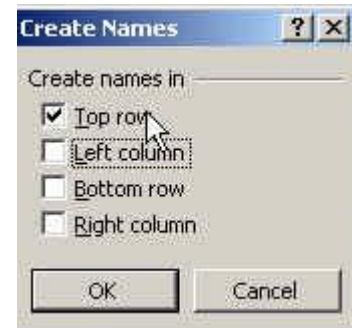 Create Names ? ×
Create names in
Top row
Left column
Bottom row
Right column
OK Cancel